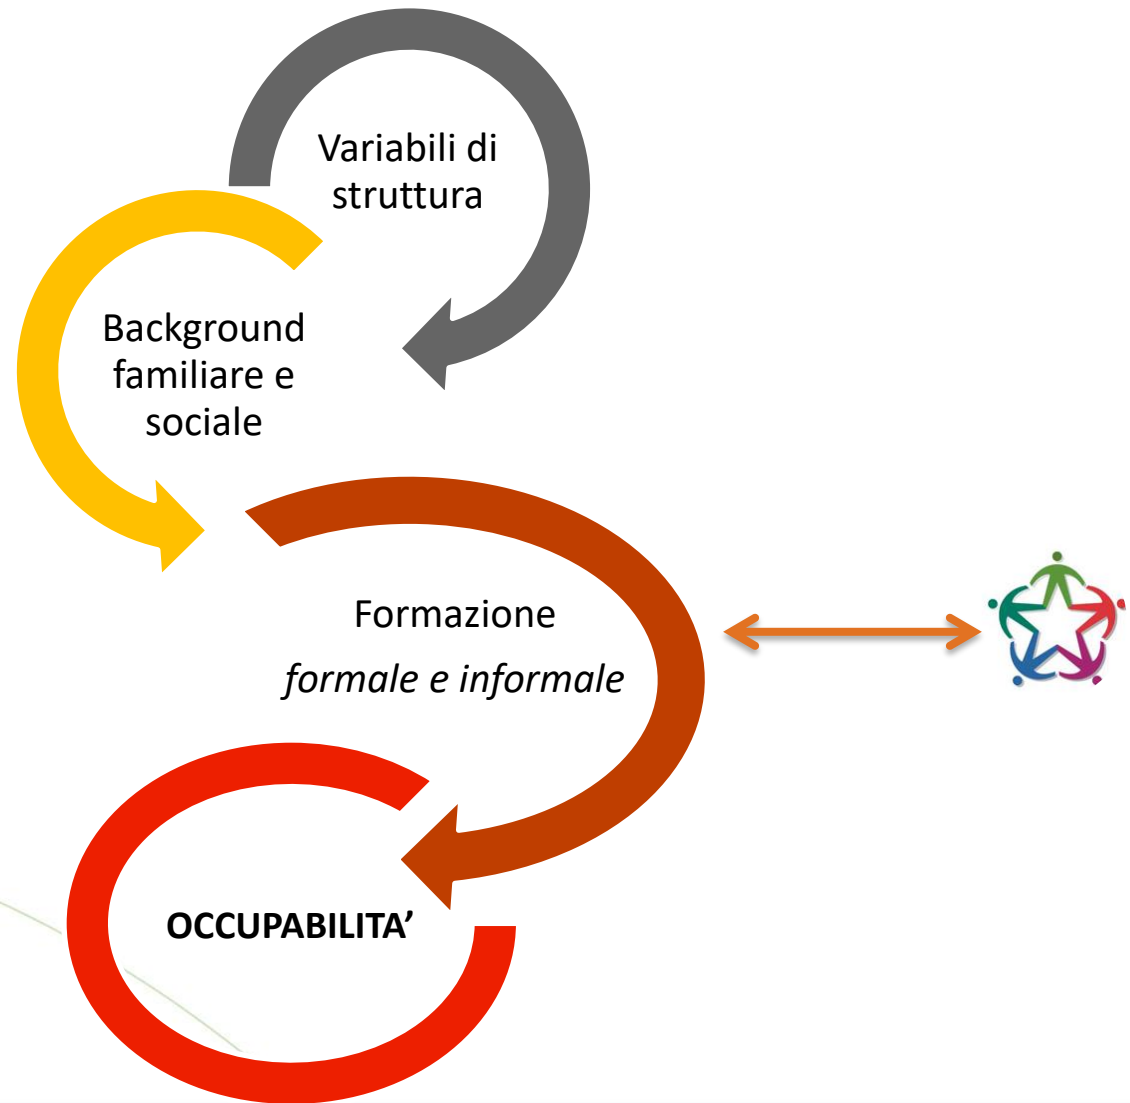 Variabili di
struttura
Background
familiare e
sociale
Formazione
formale e informale
OCCUPABILITA’